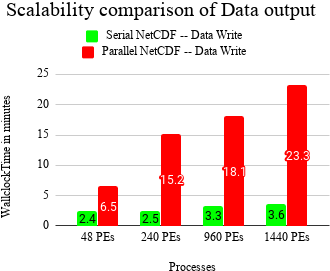 Scalability comparison of Data output
Serial NetCDF -- Data Write
Parallel NetCDF -- Data Write
WallclockTime in minutes
25
20
15
10
5
0
2.4
6.5
2.5
15.2
3.3
18.1
3.6
23.3
48 PEs
240 PEs
960 PEs
1440 PEs
Processes